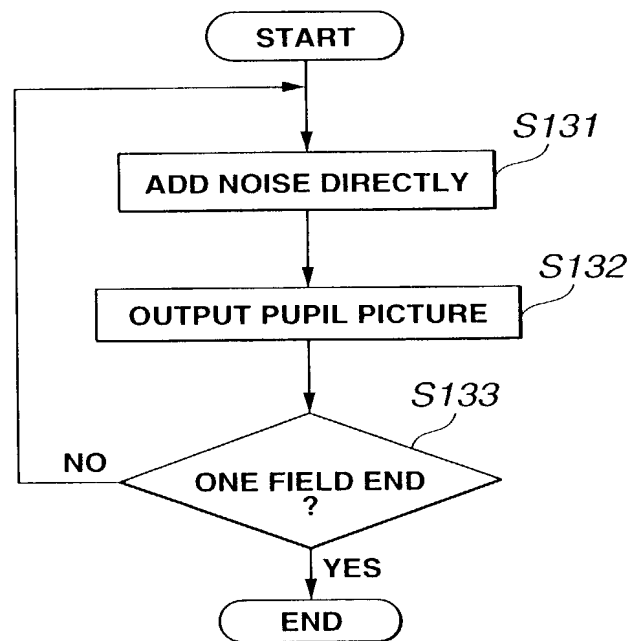 START
S131
ADD NOISE DIRECTLY
S132
OUTPUT PUPIL PICTURE
S133
NO
ONE FIELD END
?
YES
END